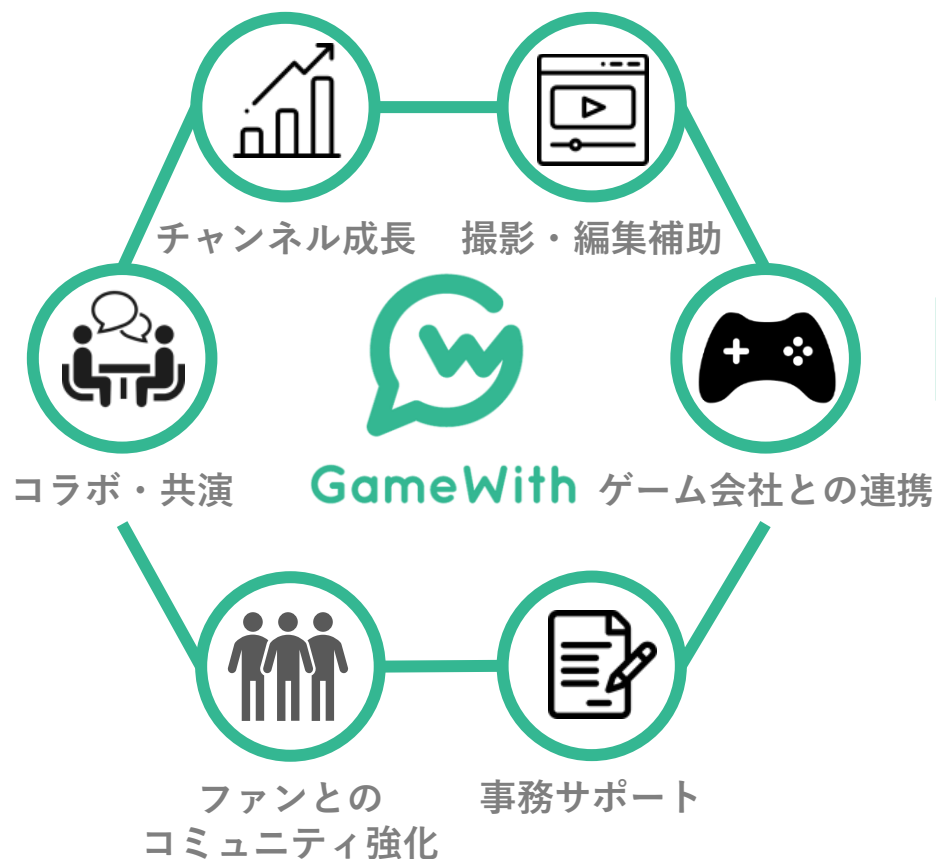 チャンネル成長
撮影・編集補助
コラボ・共演
GameWith
ゲーム会社との連携
ファンとの
コミュニティ強化
事務サポート